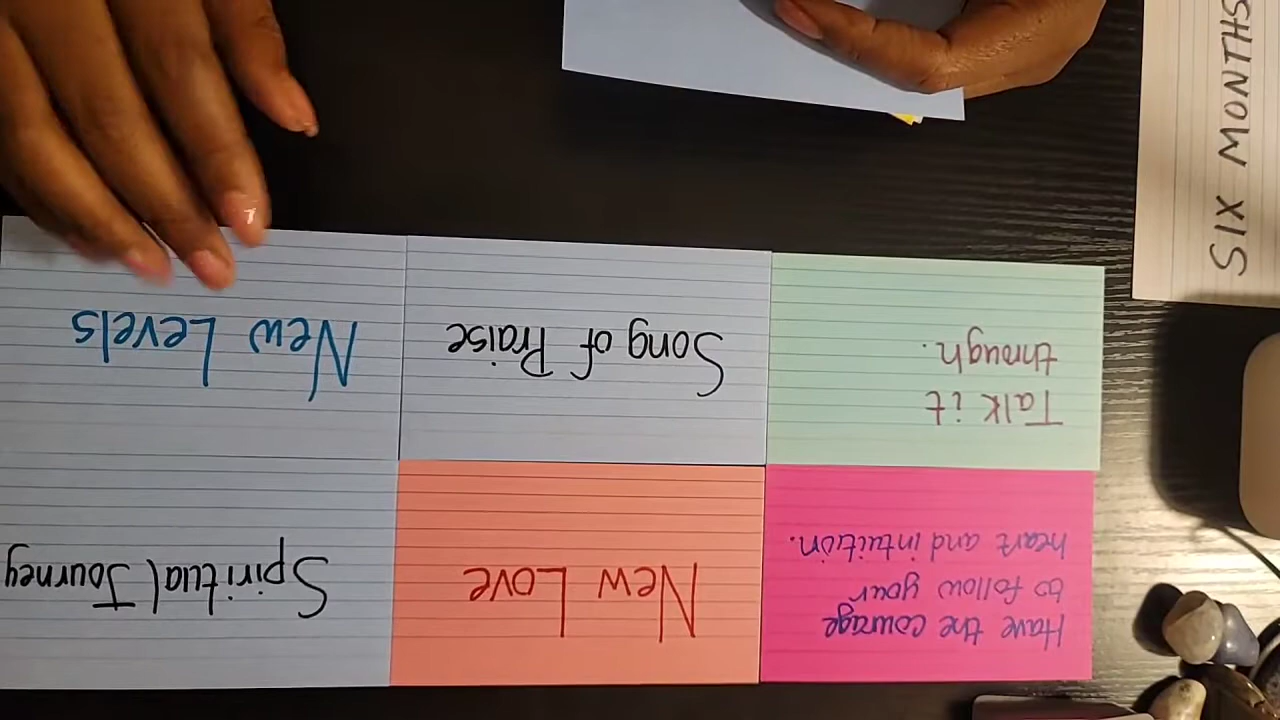 Have the courage
to follow your
heart and intuition.
New Love
Spiritual Journey
Talk it
through.
Song of Praise
New Levels
SIX MONTHS